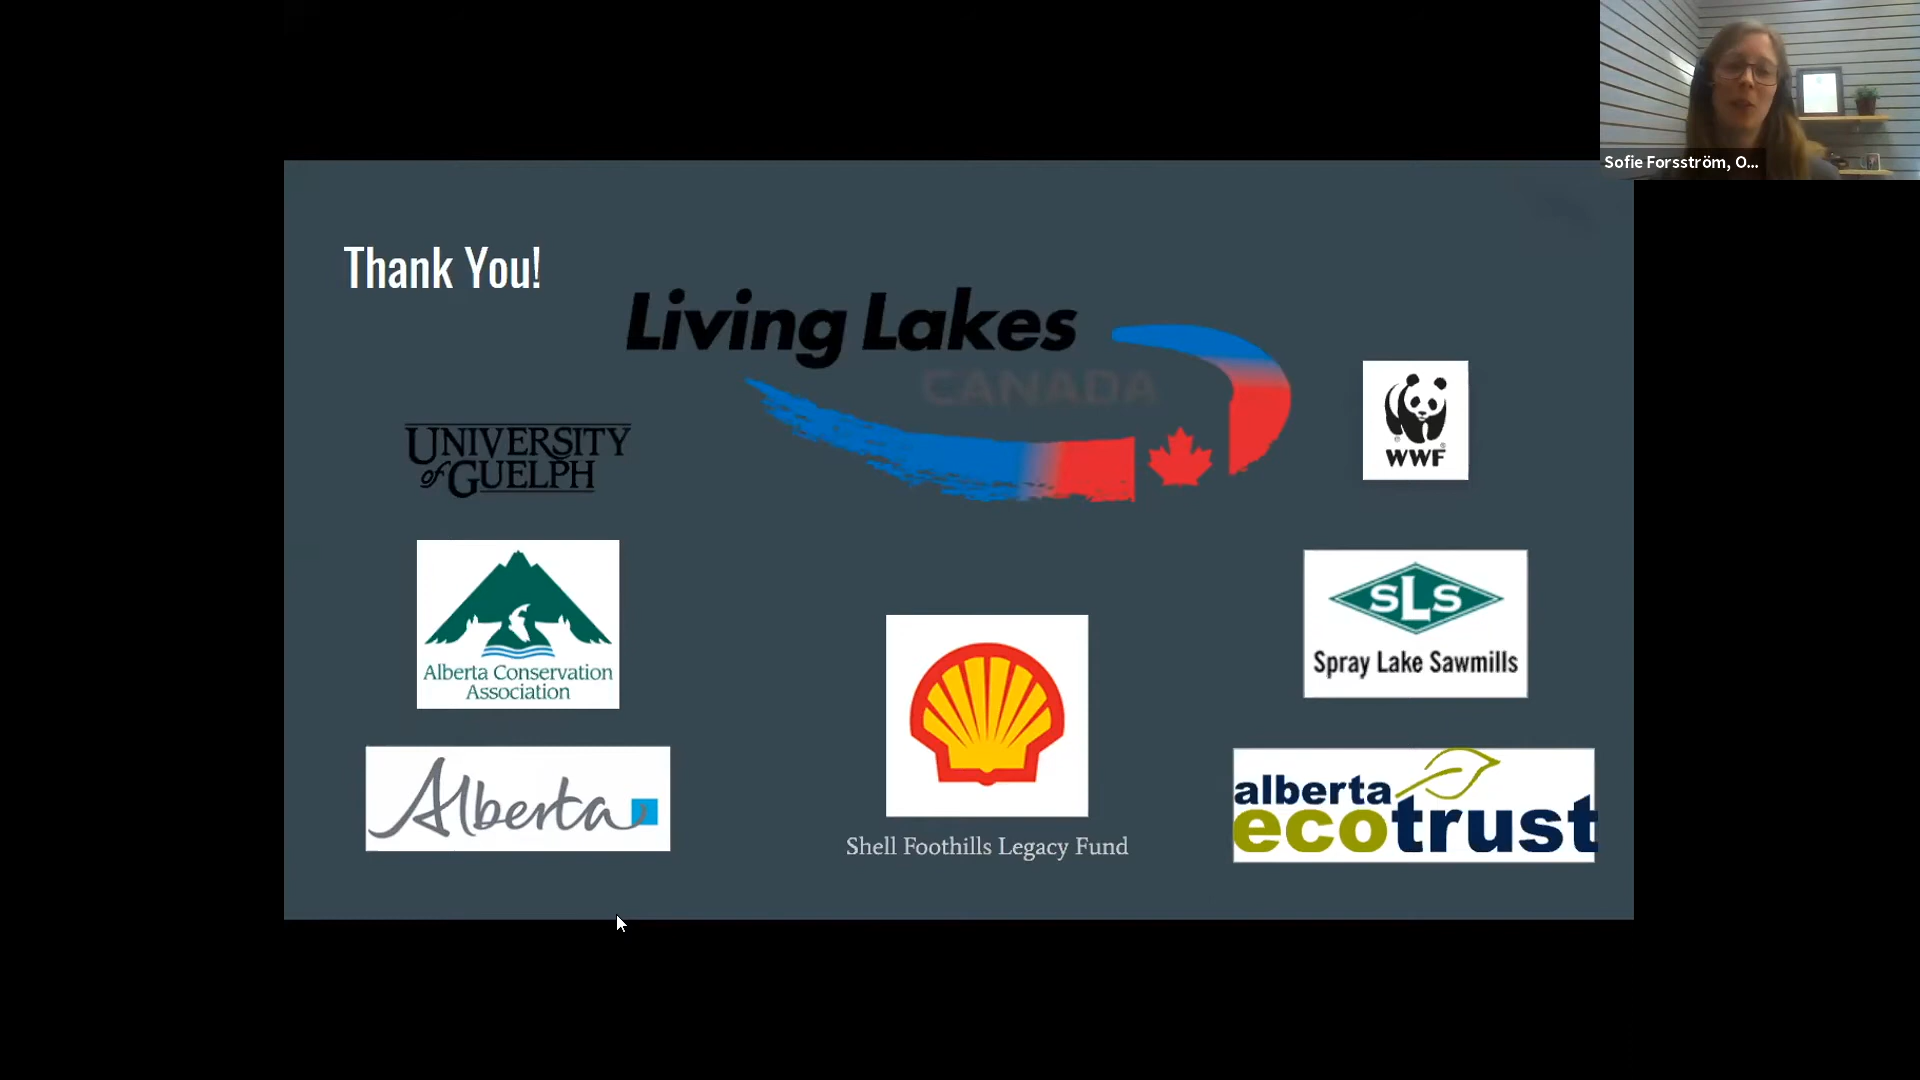 Sofie Forsström, O...
Thank You!
Living Lakes
CANADA
UNIVERSITY
of GUELPH
WWF
Alberta Conservation
Association
SLS
Spray Lake Sawmills
Alberta
Shell Foothills Legacy Fund
alberta
ecotrust